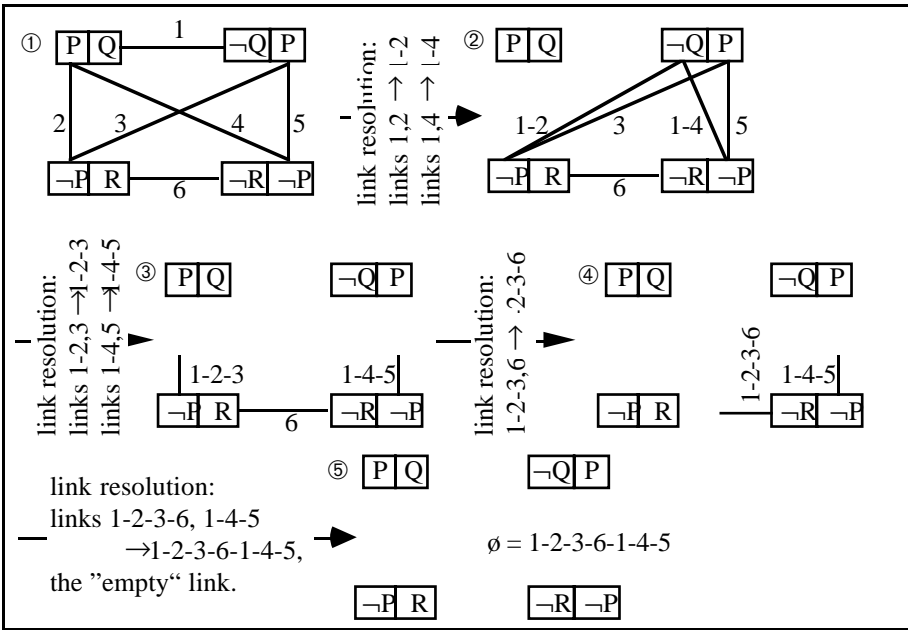 ① P Q 1 ¬Q P
2 3 4 5
¬P R 6 ¬R ¬P
link resolution:
links 1,2 → 1-2
links 1,4 → 1-4
② P Q ¬Q P
1-2 3 1-4 5
¬P R 6 ¬R ¬P
link resolution:
links 1-2,3 →1-2-3
links 1-4,5 →1-4-5
③ P Q ¬Q P
1-2-3 1-4-5
¬P R 6 ¬R ¬P
link resolution:
1-2-3,6 → ·2-3-6
④ P Q ¬Q P
1-2-3-6 1-4-5
¬P R ¬R ¬P
link resolution:
links 1-2-3-6, 1-4-5
→1-2-3-6-1-4-5,
the ”empty“ link.
⑤ P Q ¬Q P
ø = 1-2-3-6-1-4-5
¬P R ¬R ¬P